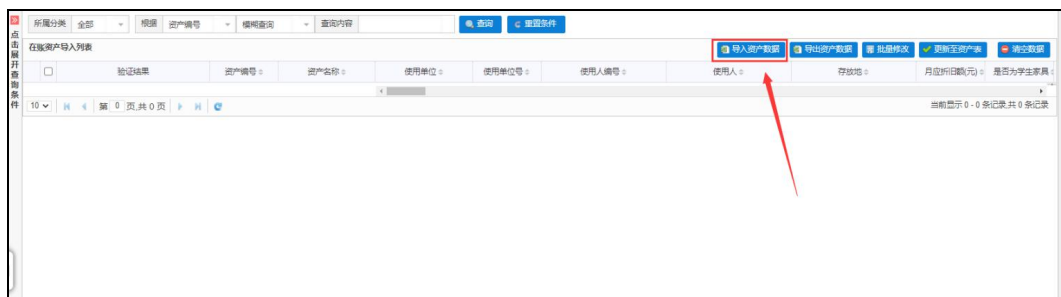 点击展开查询条件
所属分类 全部 根据 资产编号 模糊查询 查询内容 查询 重置条件
在账资产导入列表 导入资产数据 导出资产数据 批量修改 更新至资产表 清空数据
验证结果 资产编号 资产名称 使用单位 使用单位号 使用人编号 使用人 存放地 月应折旧额(元) 是否为学生家具
10 第 0 页,共 0 页 当前显示 0 - 0 条记录,共 0 条记录